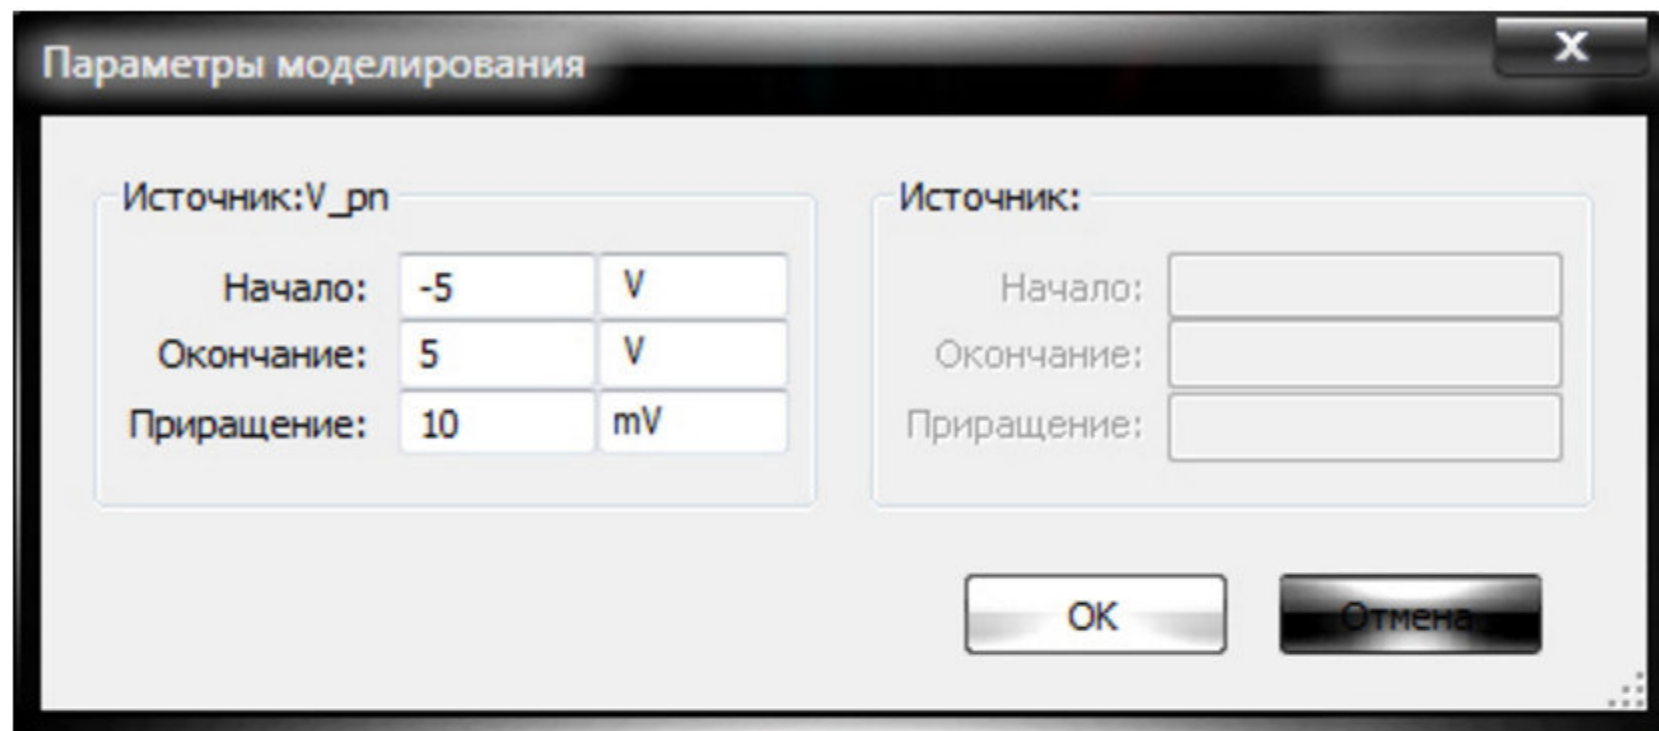 Параметры моделирования
X
Источник:V_pn
Начало: -5 V
Окончание: 5 V
Приращение: 10 mV
Источник:
Начало:
Окончание:
Приращение:
OK
Отмена